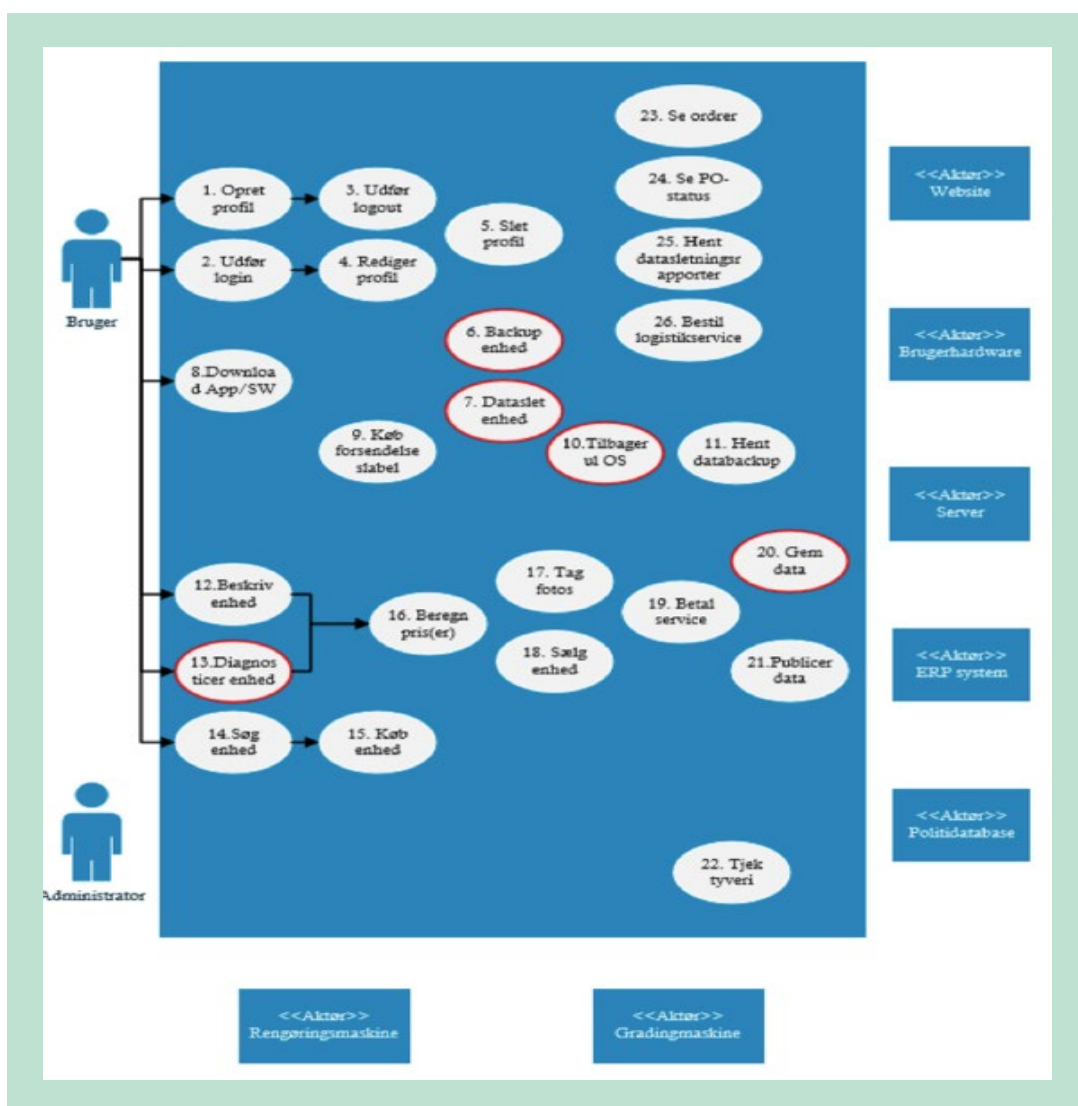 23. Se ordrer
24. Se PO-
status
25. Hent
datasletningsr
apporter
26. Bestil
logistikservice
1. Opret
profil
3. Udfør
logout
5. Slet
profil
2. Udfør
login
4. Rediger
profil
Bruger
6. Backup
enhed
8.Downloa
d App/SW
7. Dataslet
enhed
9. Køb
forsendelse
slabel
10.Tilbager
ul OS
11. Hent
databackup
12.Beskriv
enhed
13.Diagnos
ticer enhed
16. Beregn
pris(er)
17. Tag
fotos
18. Sælg
enhed
19. Betal
service
20. Gem
data
21.Publicer
data
14.Søg
enhed
15. Køb
enhed
22. Tjek
tyveri
Administrator
<<Aktør>>
Website
<<Aktør>>
Brugerhardware
<<Aktør>>
Server
<<Aktør>>
ERP system
<<Aktør>>
Politidatabase
<<Aktør>>
Rengøringsmaskine
<<Aktør>>
Gradingmaskine